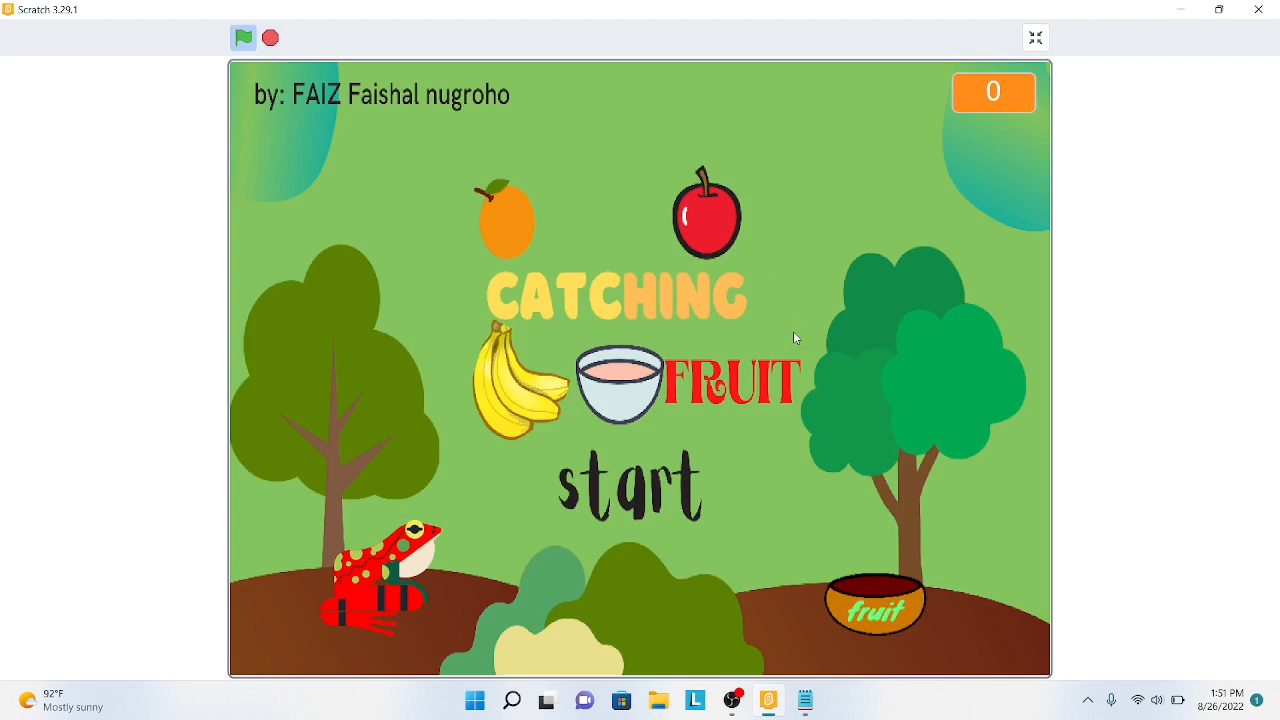 Scratch 3.29.1
by: FAIZ Faishal nugroho
0
CATCHING
FRUIT
start
fruit
92°F
Mostly sunny
L
1:51 PM
8/26/2022
1